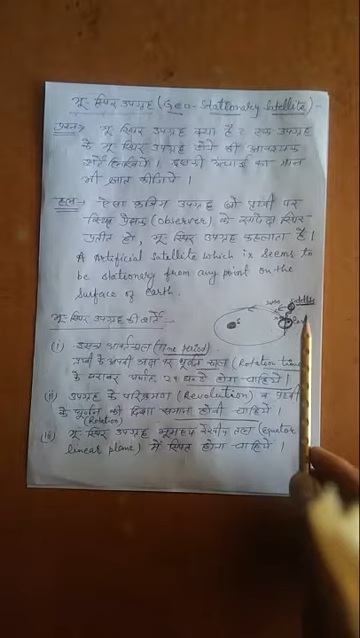 भू-स्थिर उपग्रह (Geo-Stationary Satellite) -
प्रश्न- भू-स्थिर उपग्रह क्या है ? एक उपग्रह
के भू स्थिर उपग्रह होने की आवश्यक
शर्तें लिखिये। इसकी ऊँचाई का मान
भी ज्ञात कीजिये।
हल- ऐसा कृत्रिम उपग्रह जो पृथ्वी पर
स्थित प्रेक्षक (observer) के सापेक्ष स्थिर
प्रतीत हो, भू-स्थिर उपग्रह कहलाता है।
A Artificial satellite which is seems to
be stationary from any point on the
surface of earth.
Satellite
भू-स्थिर उपग्रह की शर्तें -
(i) इसका आवर्तकाल (Time period)
पृथ्वी के अपनी अक्ष पर घूर्णन काल (Rotation time
के बराबर अर्थात 24 घण्टे होना चाहिये।
(ii) उपग्रह के परिक्रमण (Revolution) व पृथ्वी
के घूर्णन की दिशा समान होनी चाहिये।
(Rotation)
(iii) भू-स्थिर उपग्रह भूमध्य रेखीय तल (equator
linear plane) में स्थित होना चाहिये।